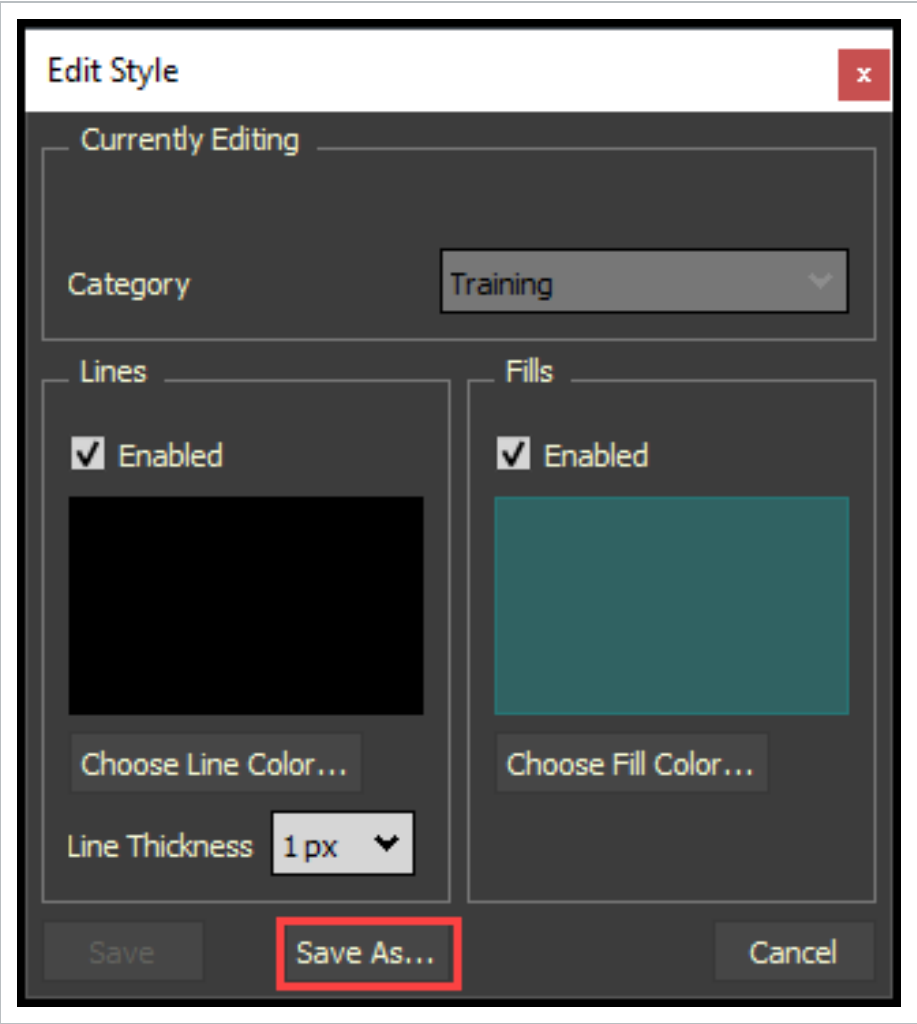 Edit Style
x
Currently Editing
Category
Training
Lines
Enabled
Choose Line Color...
Line Thickness
1 px
Fills
Enabled
Choose Fill Color...
Save
Save As...
Cancel